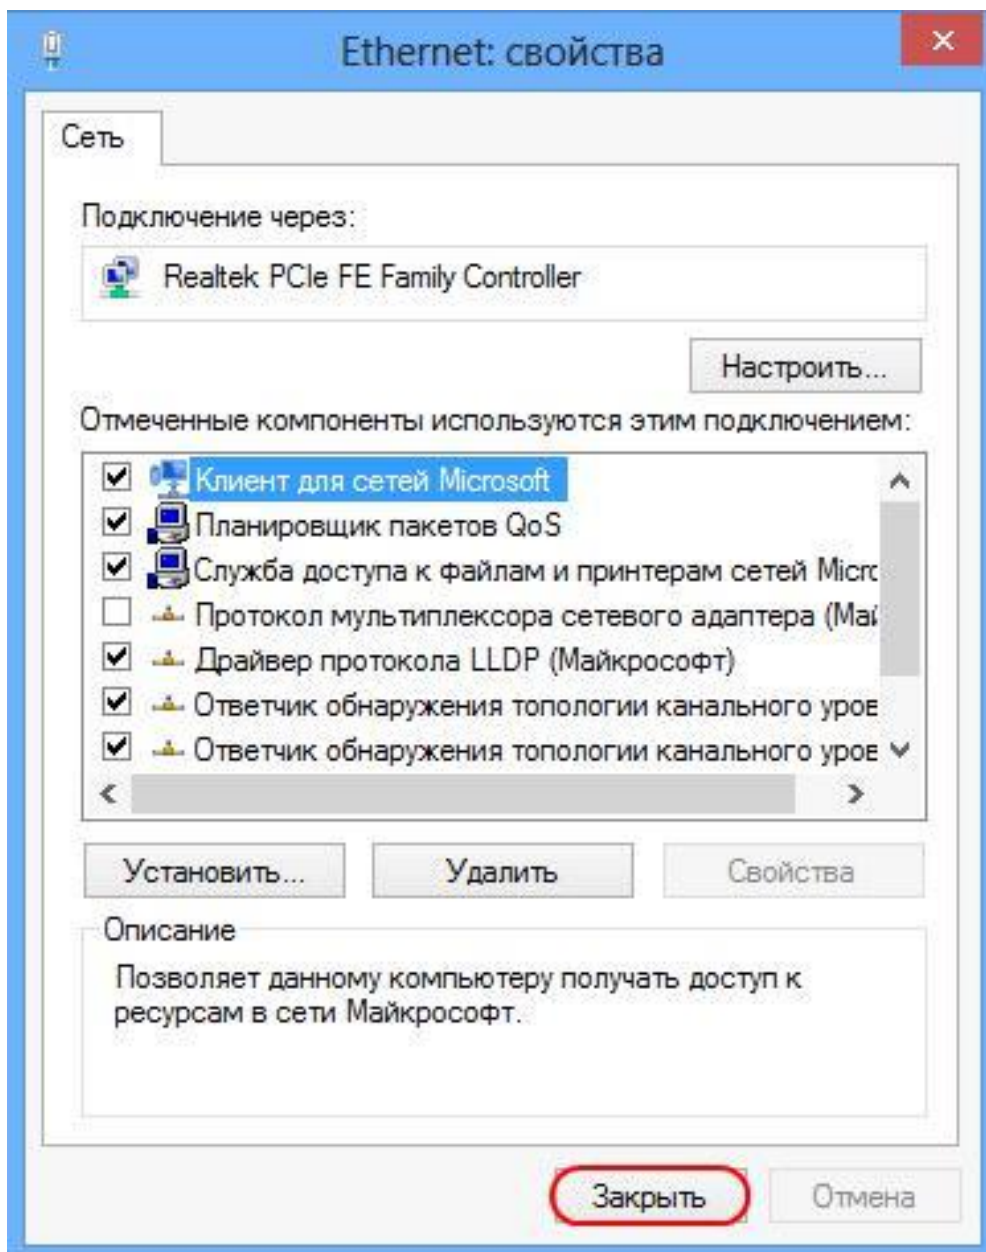 Ethernet: свойства
Сеть
Подключение через:
Realtek PCIe FE Family Controller
Настроить...
Отмеченные компоненты используются этим подключением:
Клиент для сетей Microsoft
Планировщик пакетов QoS
Служба доступа к файлам и принтерам сетей Micro
Протокол мультиплексора сетевого адаптера (Май
Драйвер протокола LLDP (Майкрософт)
Ответчик обнаружения топологии канального уров
Ответчик обнаружения топологии канального уров
Установить...
Удалить
Свойства
Описание
Позволяет данному компьютеру получать доступ к
ресурсам в сети Майкрософт.
Закрыть
Отмена